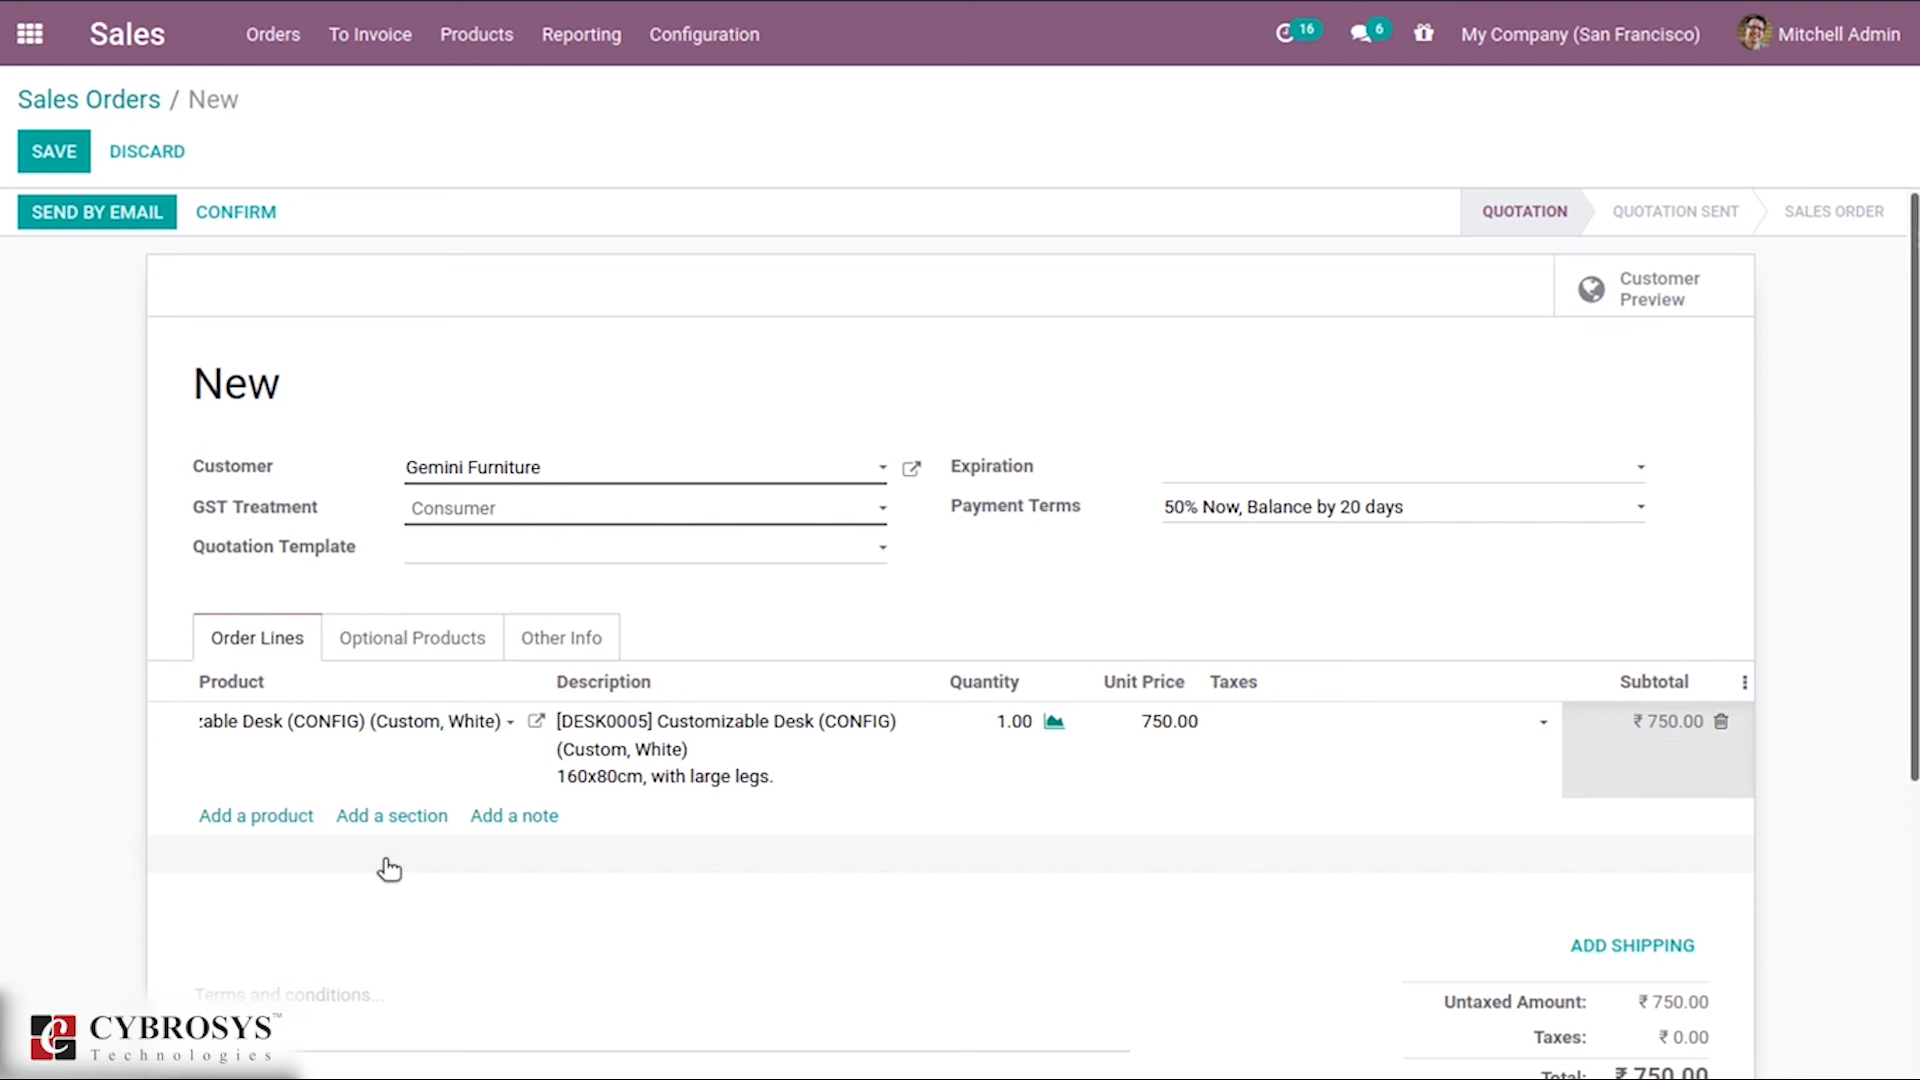 Sales Orders To Invoice Products Reporting Configuration 16 6 My Company (San Francisco) Mitchell Admin
Sales Orders / New
SAVE DISCARD
SEND BY EMAIL CONFIRM QUOTATION QUOTATION SENT SALES ORDER
Customer
Preview
New
Customer Gemini Furniture Expiration
GST Treatment Consumer Payment Terms 50% Now, Balance by 20 days
Quotation Template
Order Lines Optional Products Other Info
Product Description Quantity Unit Price Taxes Subtotal
zable Desk (CONFIG) (Custom, White) [DESK0005] Customizable Desk (CONFIG) 1.00 750.00 ₹ 750.00
(Custom, White)
160x80cm, with large legs.
Add a product Add a section Add a note
ADD SHIPPING
Terms and conditions...
Untaxed Amount: ₹ 750.00
Taxes: ₹ 0.00
Total: ₹ 750.00
CYBROSYS™
Technologies